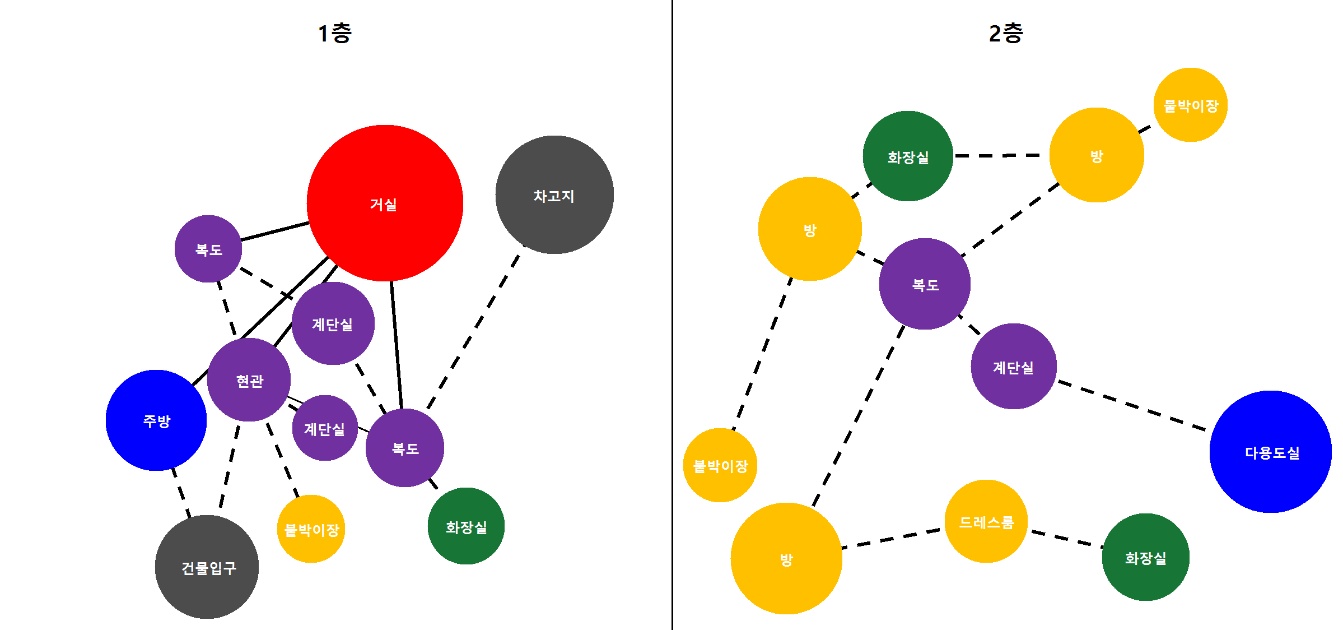 1층
거실
차고지
복도
계단실
현관
주방
계단실
복도
화장실
붙박이장
건물입구
2층
붙박이장
화장실
방
방
복도
계단실
다용도실
붙박이장
드레스룸
방
화장실